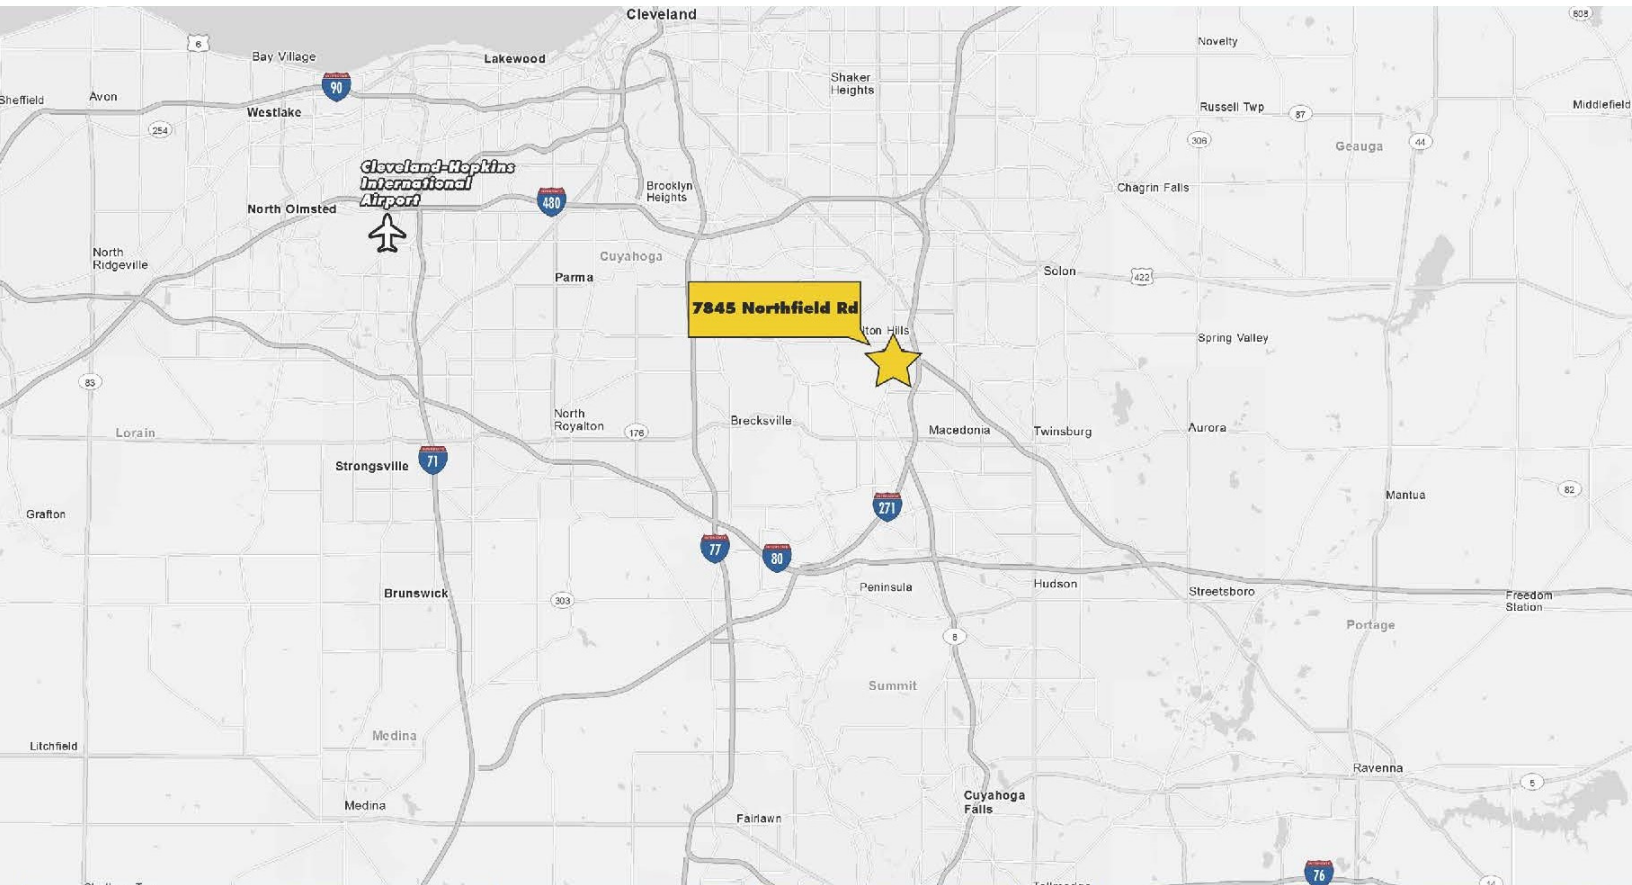 Cleveland
608
6
Novelty
Bay Village
Lakewood
Shaker
Heights
90
Sheffield
Avon
Russell Twp
87
Middlefield
Westlake
254
306
Geauga
44
Cleveland-Hopkins
International
Airport
Brooklyn
Heights
Chagrin Falls
480
North Olmsted
North
Ridgeville
Cuyahoga
Parma
Solon
422
7845 Northfield Rd
lton Hills
Spring Valley
83
North
Royalton
176
Brecksville
Macedonia
Twinsburg
Aurora
Lorain
Strongsville
71
Mantua
82
271
Grafton
77
80
Peninsula
Hudson
Streetsboro
Freedom
Station
Brunswick
303
Portage
8
Summit
Medina
Litchfield
Ravenna
5
Cuyahoga
Falls
Medina
Fairlawn
76